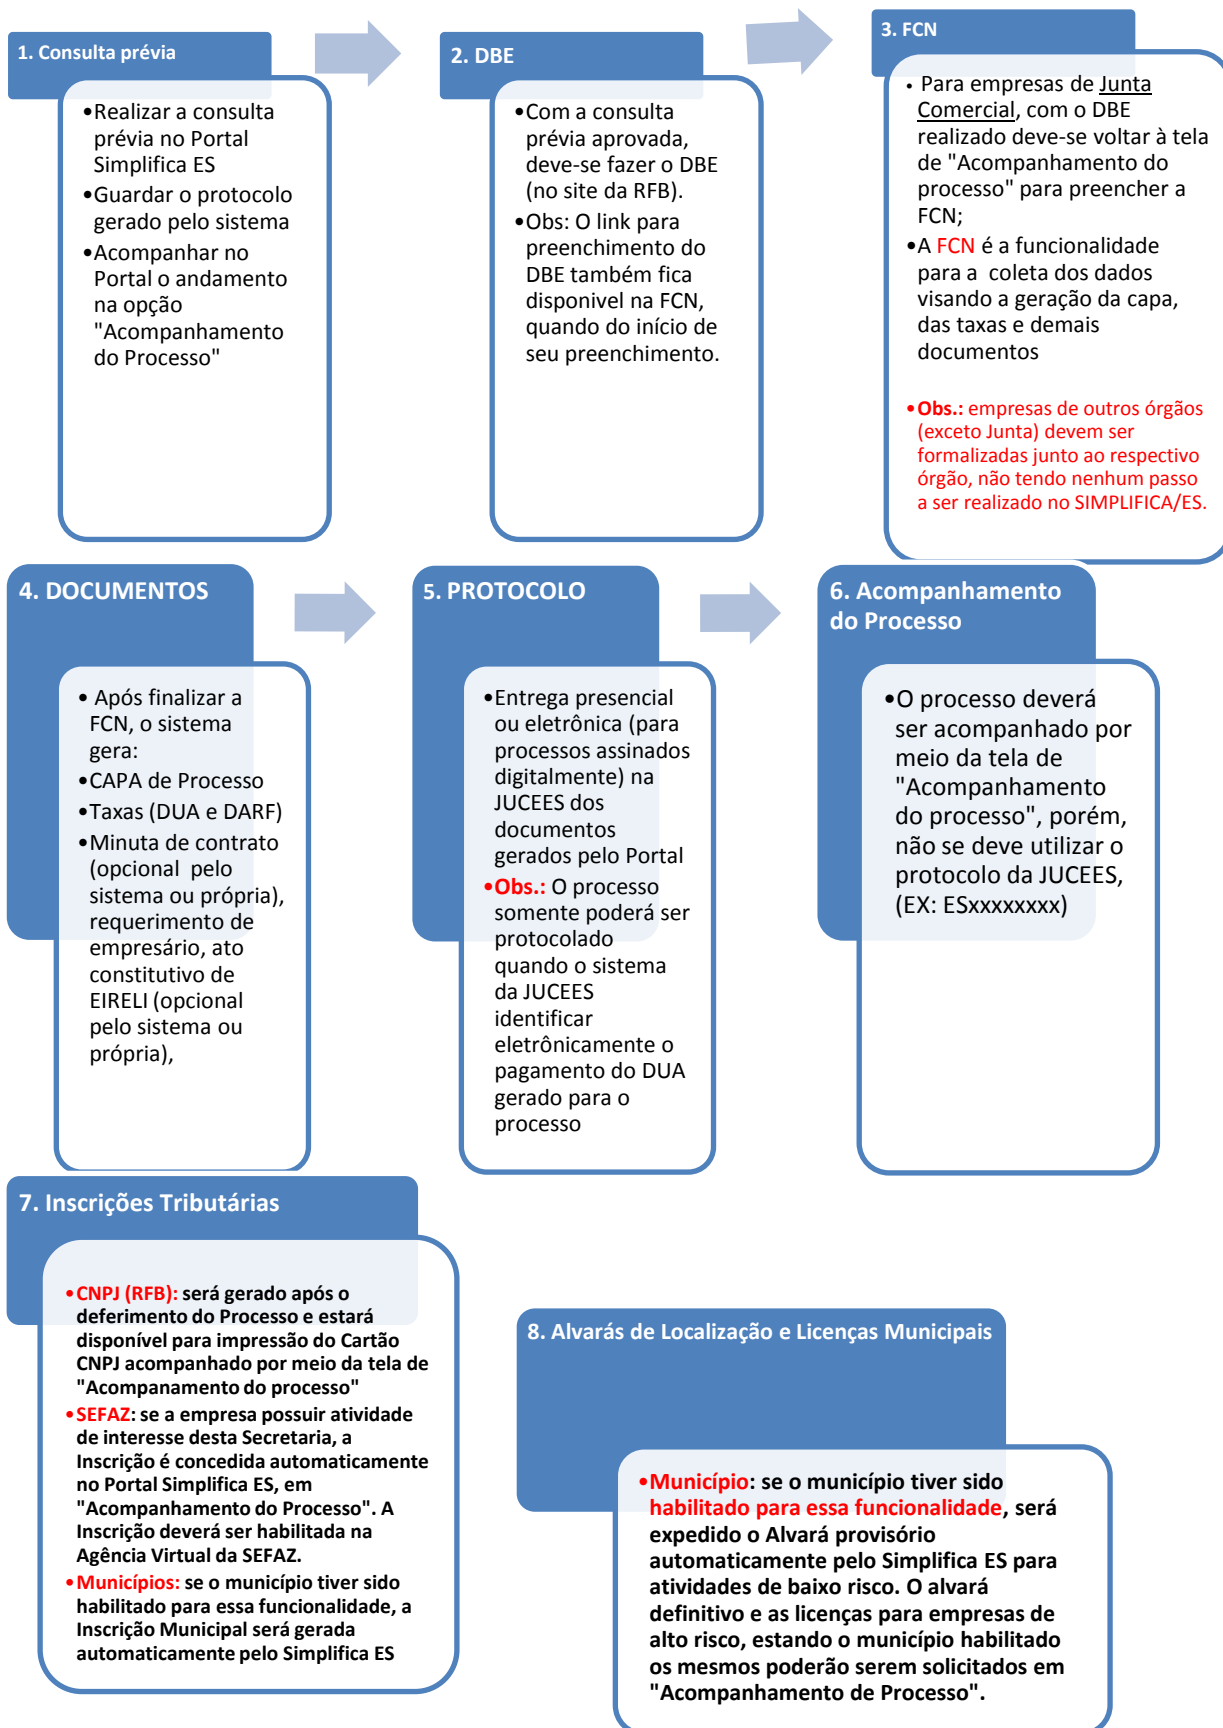 1. Consulta prévia
•Realizar a consulta
prévia no Portal
Simplifica ES
•Guardar o protocolo
gerado pelo sistema
•Acompanhar no
Portal o andamento
na opção
"Acompanhamento
do Processo"
2. DBE
•Com a consulta
prévia aprovada,
deve-se fazer o DBE
(no site da RFB).
•Obs: O link para
preenchimento do
DBE também fica
disponivel na FCN,
quando do início de
seu preenchimento.
3. FCN
• Para empresas de Junta
Comercial, com o DBE
realizado deve-se voltar à tela
de "Acompanhamento do
processo" para preencher a
FCN;
•A FCN é a funcionalidade
para a  coleta dos dados
visando a geração da capa,
das taxas e demais
documentos
•Obs.: empresas de outros órgãos
(exceto Junta) devem ser
formalizadas junto ao respectivo
órgão, não tendo nenhum passo
a ser realizado no SIMPLIFICA/ES.
4. DOCUMENTOS
• Após finalizar a
FCN, o sistema
gera:
•CAPA de Processo
•Taxas (DUA e DARF)
•Minuta de contrato
(opcional  pelo
sistema ou própria),
requerimento de
empresário, ato
constitutivo de
EIRELI (opcional
pelo sistema ou
própria),
5. PROTOCOLO
•Entrega presencial
ou eletrônica (para
processos assinados
digitalmente) na
JUCEES dos
documentos
gerados pelo Portal
•Obs.: O processo
somente poderá ser
protocolado
quando o sistema
da JUCEES
identificar
eletrônicamente o
pagamento do DUA
gerado para o
processo
6. Acompanhamento
do Processo
•O processo deverá
ser acompanhado por
meio da tela de
"Acompanhamento
do processo", porém,
não se deve utilizar o
protocolo da JUCEES,
(EX: ESxxxxxxxx)
7. Inscrições Tributárias
•CNPJ (RFB): será gerado após o
deferimento do Processo e estará
disponível para impressão do Cartão
CNPJ acompanhado por meio da tela de
"Acompanamento do processo"
•SEFAZ: se a empresa possuir atividade
de interesse desta Secretaria, a
Inscrição é concedida automaticamente
no Portal Simplifica ES, em
"Acompanhamento do Processo". A
Inscrição deverá ser habilitada na
Agência Virtual da SEFAZ.
•Municípios: se o município tiver sido
habilitado para essa funcionalidade, a
Inscrição Municipal será gerada
automaticamente pelo Simplifica ES
8. Alvarás de Localização e Licenças Municipais
•Município: se o município tiver sido
habilitado para essa funcionalidade, será
expedido o Alvará provisório
automaticamente pelo Simplifica ES para
atividades de baixo risco. O alvará
definitivo e as licenças para empresas de
alto risco, estando o município habilitado
os mesmos poderão serem solicitados em
"Acompanhamento de Processo".